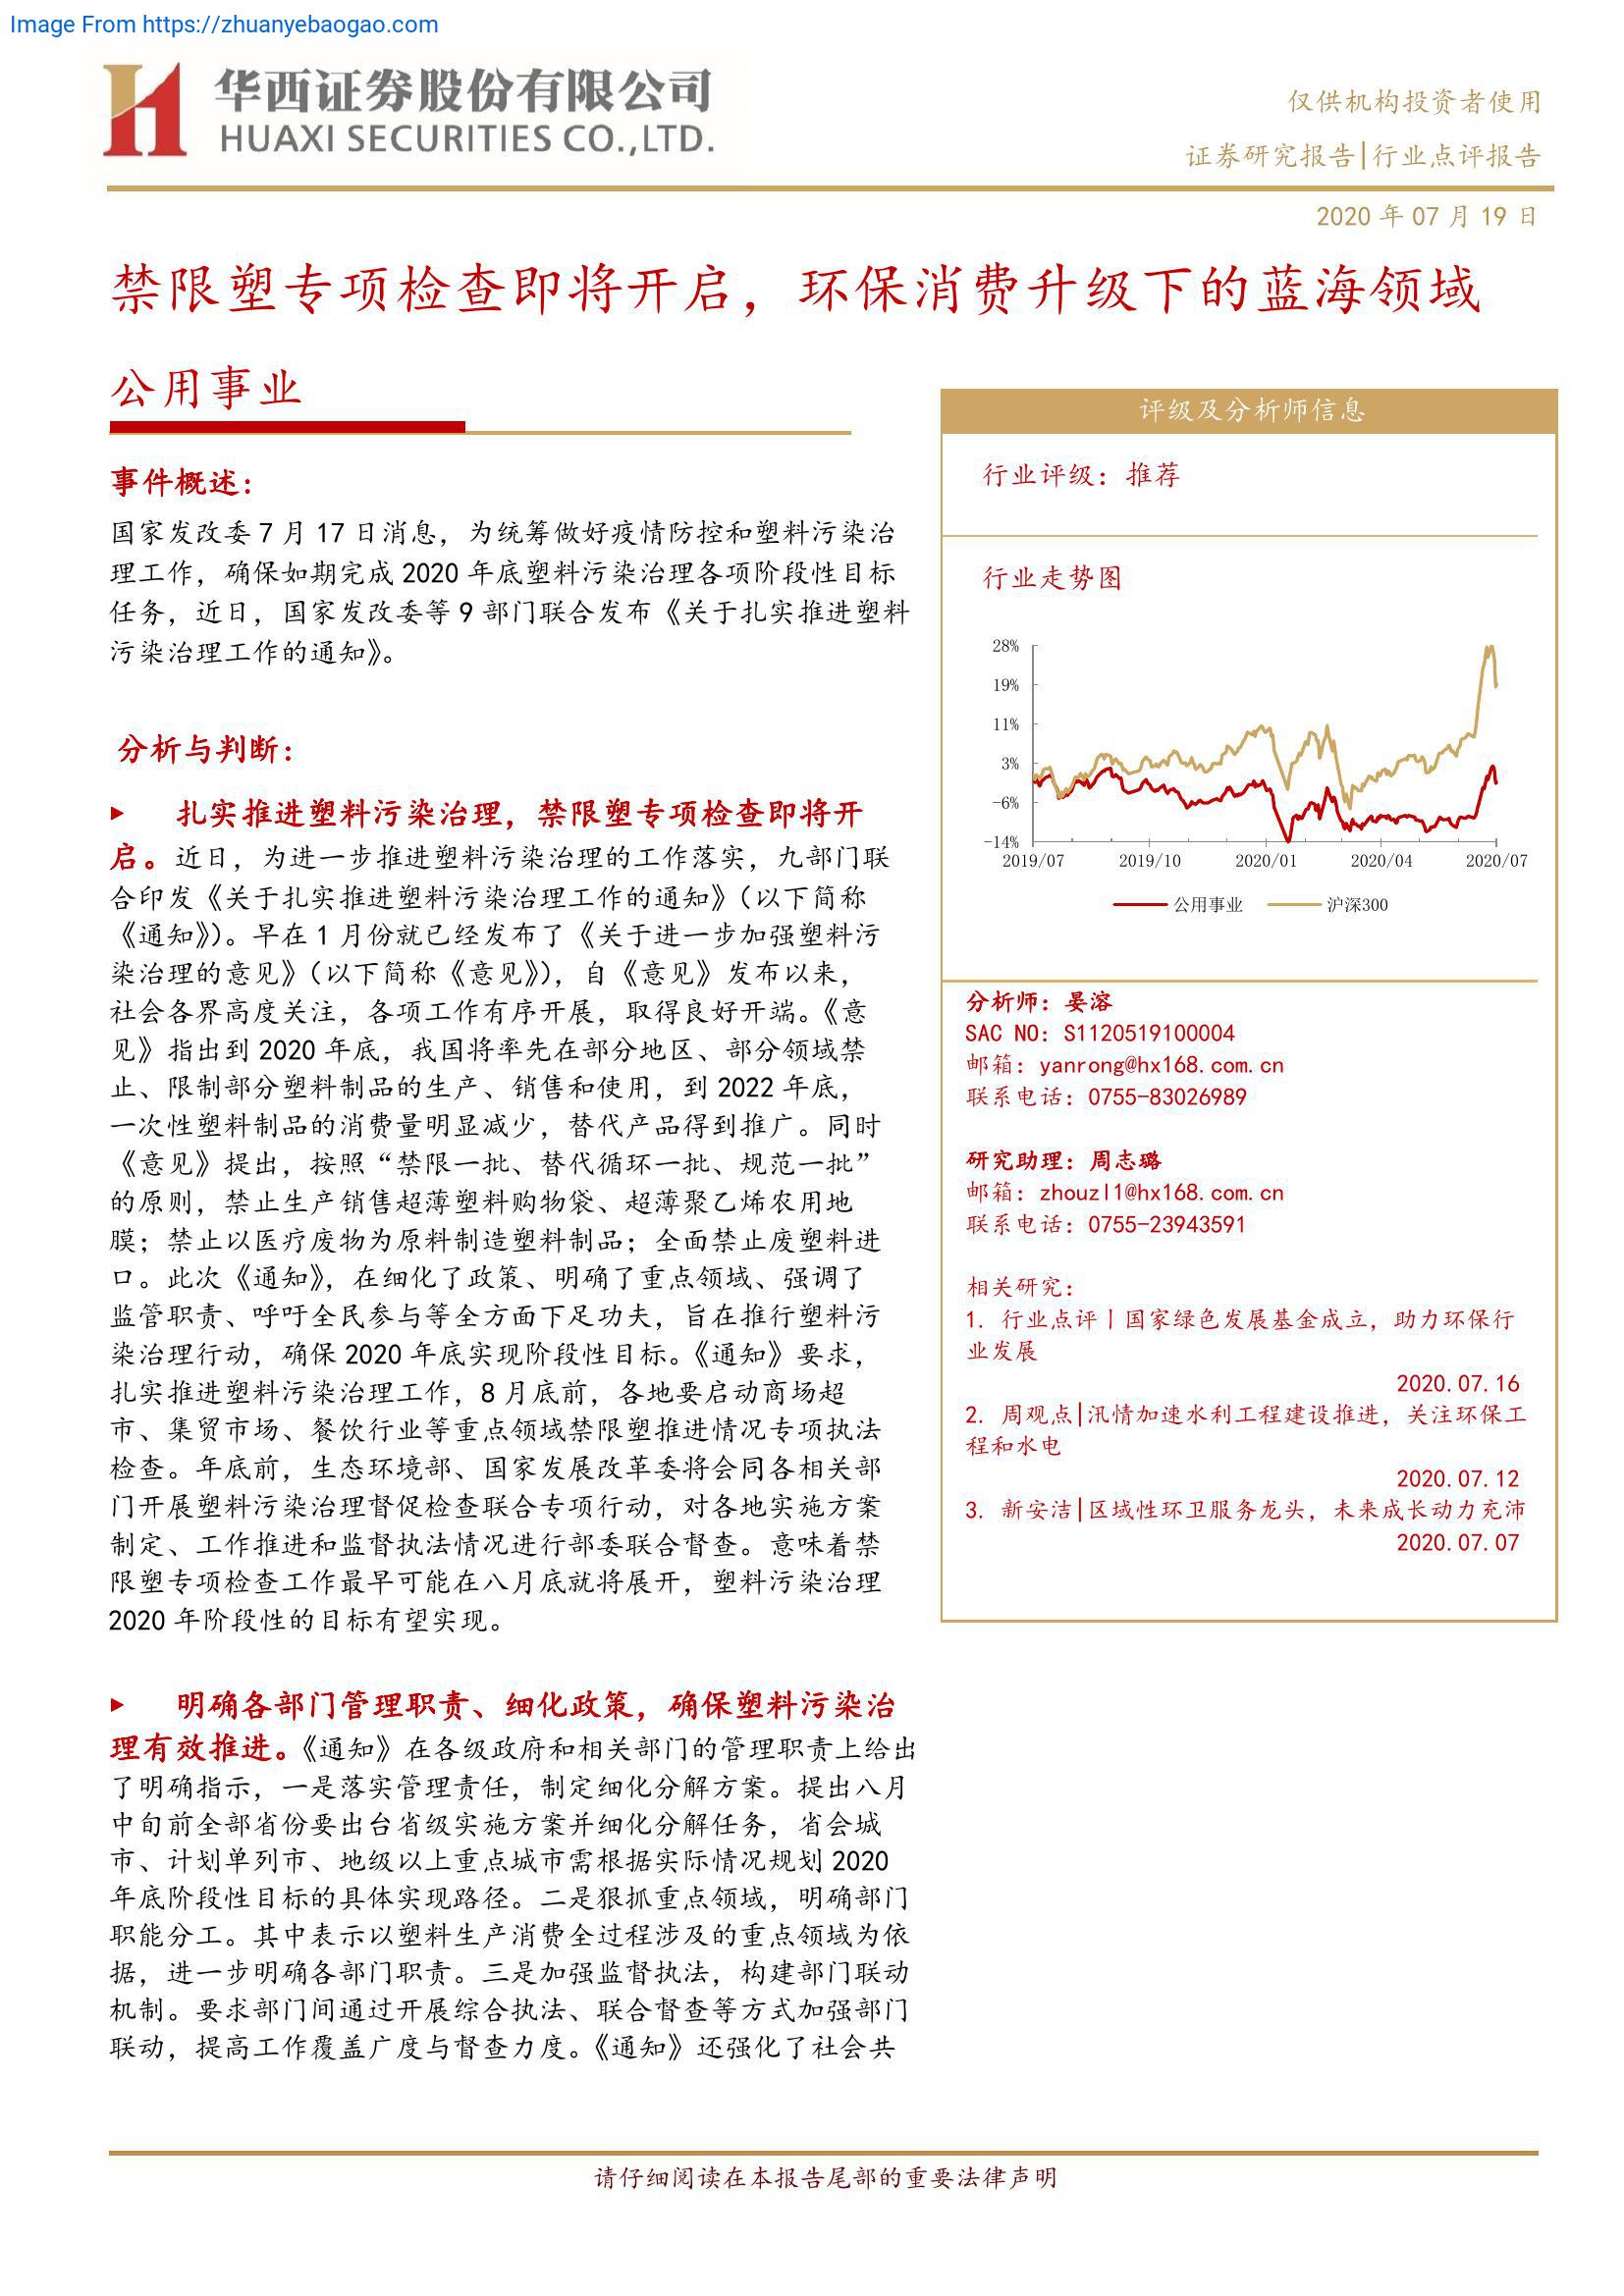 Image From https://zhuanyebaogao.com
华西证券股份有限公司
HUAXI SECURITIES CO.,LTD.
仅供机构投资者使用
证券研究报告|行业点评报告
2020 年 07 月 19 日
禁限塑专项检查即将开启，环保消费升级下的蓝海领域
公用事业
事件概述：
国家发改委 7 月 17 日消息，为统筹做好疫情防控和塑料污染治
理工作，确保如期完成 2020 年底塑料污染治理各项阶段性目标
任务，近日，国家发改委等 9 部门联合发布《关于扎实推进塑料
污染治理工作的通知》。
分析与判断：
► 扎实推进塑料污染治理，禁限塑专项检查即将开
启。近日，为进一步推进塑料污染治理的工作落实，九部门联
合印发《关于扎实推进塑料污染治理工作的通知》（以下简称
《通知》）。早在 1 月份就已经发布了《关于进一步加强塑料污
染治理的意见》（以下简称《意见》），自《意见》发布以来，
社会各界高度关注，各项工作有序开展，取得良好开端。《意
见》指出到 2020 年底，我国将率先在部分地区、部分领域禁
止、限制部分塑料制品的生产、销售和使用，到 2022 年底，
一次性塑料制品的消费量明显减少，替代产品得到推广。同时
《意见》提出，按照“禁限一批、替代循环一批、规范一批”
的原则，禁止生产销售超薄塑料购物袋、超薄聚乙烯农用地
膜；禁止以医疗废物为原料制造塑料制品；全面禁止废塑料进
口。此次《通知》，在细化了政策、明确了重点领域、强调了
监管职责、呼吁全民参与等全方面下足功夫，旨在推行塑料污
染治理行动，确保 2020 年底实现阶段性目标。《通知》要求，
扎实推进塑料污染治理工作，8 月底前，各地要启动商场超
市、集贸市场、餐饮行业等重点领域禁限塑推进情况专项执法
检查。年底前，生态环境部、国家发展改革委将会同各相关部
门开展塑料污染治理督促检查联合专项行动，对各地实施方案
制定、工作推进和监督执法情况进行部委联合督查。意味着禁
限塑专项检查工作最早可能在八月底就将展开，塑料污染治理
2020 年阶段性的目标有望实现。
► 明确各部门管理职责、细化政策，确保塑料污染治
理有效推进。《通知》在各级政府和相关部门的管理职责上给出
了明确指示，一是落实管理责任，制定细化分解方案。提出八月
中旬前全部省份要出台省级实施方案并细化分解任务，省会城
市、计划单列市、地级以上重点城市需根据实际情况规划 2020
年底阶段性目标的具体实现路径。二是狠抓重点领域，明确部门
职能分工。其中表示以塑料生产消费全过程涉及的重点领域为依
据，进一步明确各部门职责。三是加强监督执法，构建部门联动
机制。要求部门间通过开展综合执法、联合督查等方式加强部门
联动，提高工作覆盖广度与督查力度。《通知》还强化了社会共
评级及分析师信息
行业评级：推荐
行业走势图
28%
19%
11%
3%
-6%
-14%
2019/07 2019/10 2020/01 2020/04 2020/07
公用事业 沪深300
分析师：晏溶
SAC NO：S1120519100004
邮箱：yanrong@hx168.com.cn
联系电话：0755-83026989
研究助理：周志璐
邮箱：zhouzl1@hx168.com.cn
联系电话：0755-23943591
相关研究：
1. 行业点评丨国家绿色发展基金成立，助力环保行
业发展
2020.07.16
2. 周观点|汛情加速水利工程建设推进，关注环保工
程和水电
2020.07.12
3. 新安洁|区域性环卫服务龙头，未来成长动力充沛
2020.07.07
请仔细阅读在本报告尾部的重要法律声明